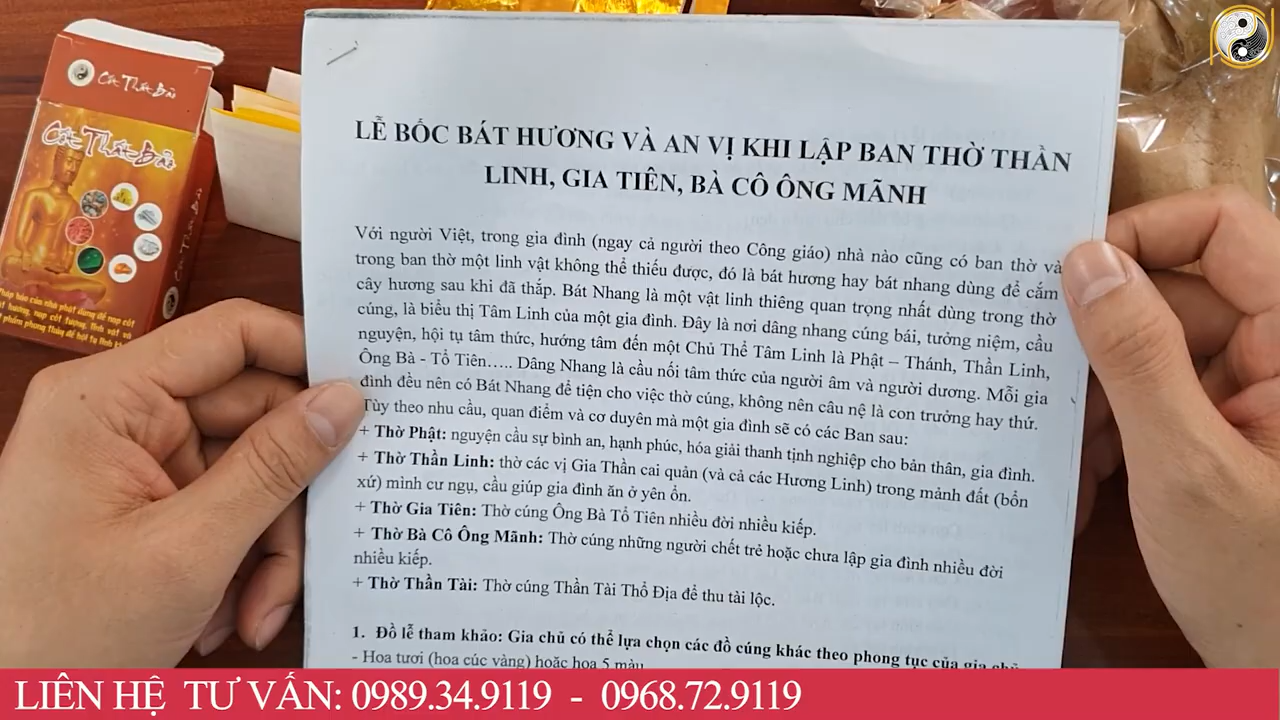 Cốt Thất Bảo
Cốt Thất Bảo
LỄ BỐC BÁT HƯƠNG VÀ AN VỊ KHI LẬP BAN THỜ THẦN
LINH, GIA TIÊN, BÀ CÔ ÔNG MÃNH
Với người Việt, trong gia đình (ngay cả người theo Công giáo) nhà nào cũng có ban thờ và
trong ban thờ một linh vật không thể thiếu được, đó là bát hương hay bát nhang dùng để cắm
cây hương sau khi đã thắp. Bát Nhang là một vật linh thiêng quan trọng nhất dùng trong thờ
cúng, là biểu thị Tâm Linh của một gia đình. Đây là nơi dâng nhang cúng bái, tưởng niệm, cầu
nguyện, hội tụ tâm thức, hướng tâm đến một Chủ Thể Tâm Linh là Phật – Thánh, Thần Linh,
Ông Bà - Tổ Tiên….. Dâng Nhang là cầu nối tâm thức của người âm và người dương. Mỗi gia
đình đều nên có Bát Nhang để tiện cho việc thờ cúng, không nên câu nệ là con trưởng hay thứ.
Tùy theo nhu cầu, quan điểm và cơ duyên mà một gia đình sẽ có các Ban sau:
+ Thờ Phật: nguyện cầu sự bình an, hạnh phúc, hóa giải thanh tịnh nghiệp cho bản thân, gia đình.
+ Thờ Thần Linh: thờ các vị Gia Thần cai quản (và cả các Hương Linh) trong mảnh đất (bổn
xứ) mình cư ngụ, cầu giúp gia đình ăn ở yên ổn.
+ Thờ Gia Tiên: Thờ cúng Ông Bà Tổ Tiên nhiều đời nhiều kiếp.
+ Thờ Bà Cô Ông Mãnh: Thờ cúng những người chết trẻ hoặc chưa lập gia đình nhiều đời
nhiều kiếp.
+ Thờ Thần Tài: Thờ cúng Thần Tài Thổ Địa để thu tài lộc.
1. Đồ lễ tham khảo: Gia chủ có thể lựa chọn các đồ cúng khác theo phong tục của gia chủ
- Hoa tươi (hoa cúc vàng) hoặc hoa 5 màu
LIÊN HỆ TƯ VẤN: 0989.34.9119 - 0968.72.9119